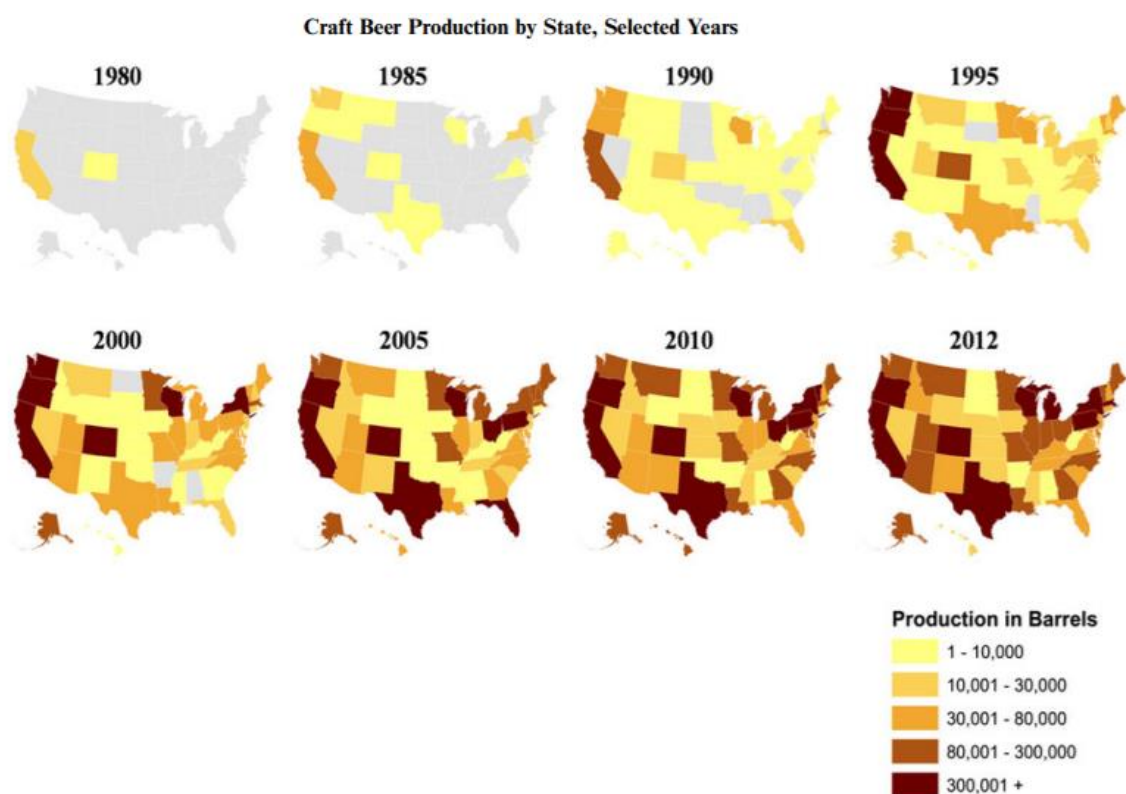 Craft Beer Production by State, Selected Years
1980
1985
1990
1995
2000
2005
2010
2012
Production in Barrels
1 - 10,000
10,001 - 30,000
30,001 - 80,000
80,001 - 300,000
300,001 +